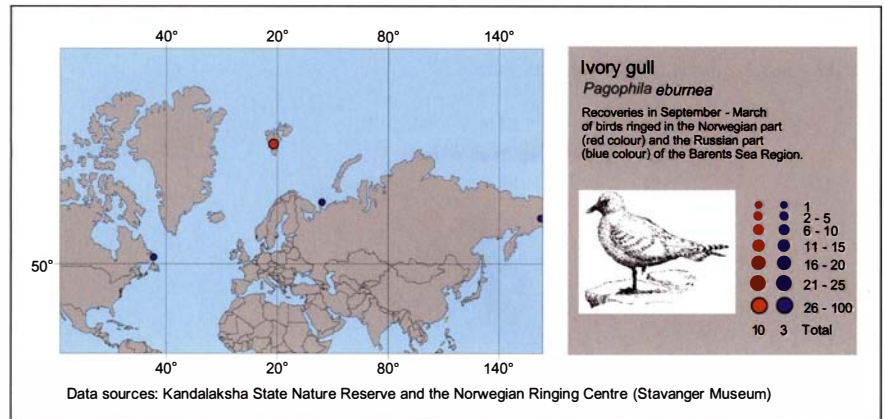 40° 20° 80° 140°
50°
40° 20° 80° 140°
Ivory gull
Pagophila eburnea
Recoveries in September - March
of birds ringed in the Norwegian part
(red colour) and the Russian part
(blue colour) of the Barents Sea Region.
1
2 - 5
6 - 10
11 - 15
16 - 20
21 - 25
26 - 100
10 3 Total
Data sources: Kandalaksha State Nature Reserve and the Norwegian Ringing Centre (Stavanger Museum)